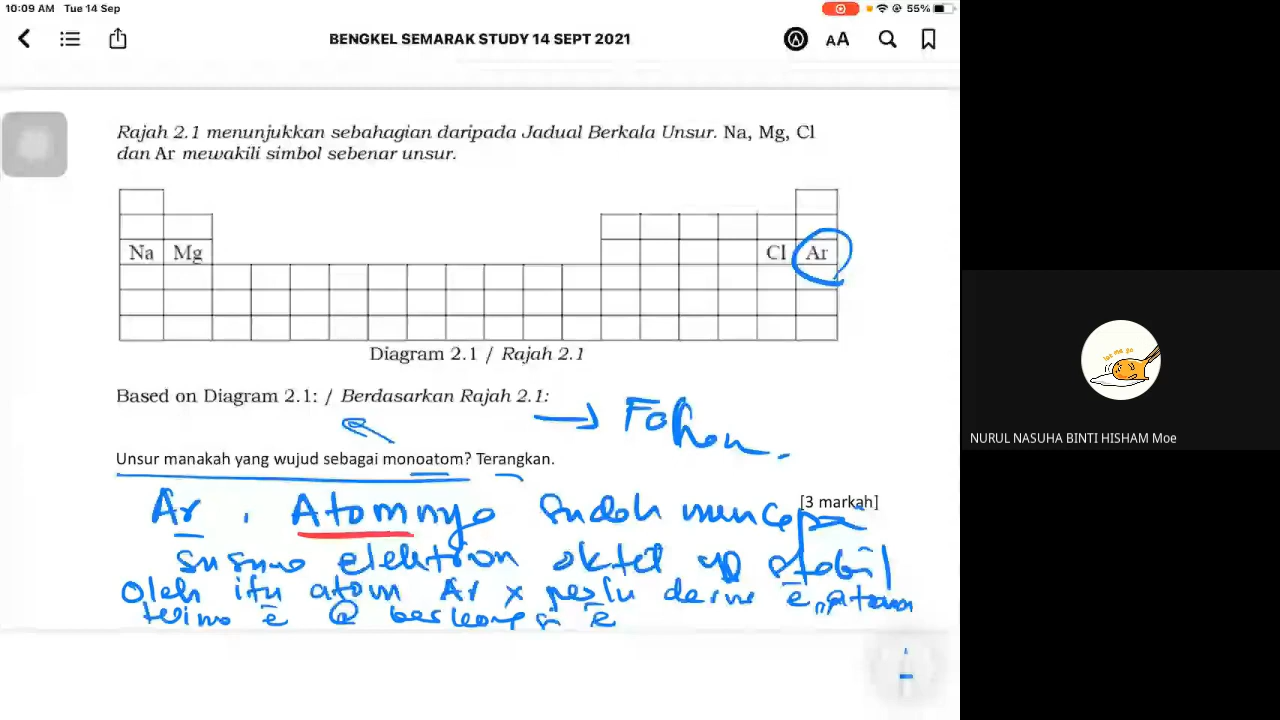 10:09 AM Tue 14 Sep
55%
BENGKEL SEMARAK STUDY 14 SEPT 2021
AA
Rajah 2.1 menunjukkan sebahagian daripada Jadual Berkala Unsur. Na, Mg, Cl
dan Ar mewakili simbol sebenar unsur.
Na Mg Cl Ar
Diagram 2.1 / Rajah 2.1
Based on Diagram 2.1: / Berdasarkan Rajah 2.1:
Unsur manakah yang wujud sebagai monoatom? Terangkan.
[3 markah]
Ar. Atomnya sudah mencapai
susunan elektron oktet yg stabil
Oleh itu atom Ar x perlu derma ē,
terima ē @ berkongsi ē
let me go
NURUL NASUHA BINTI HISHAM Moe